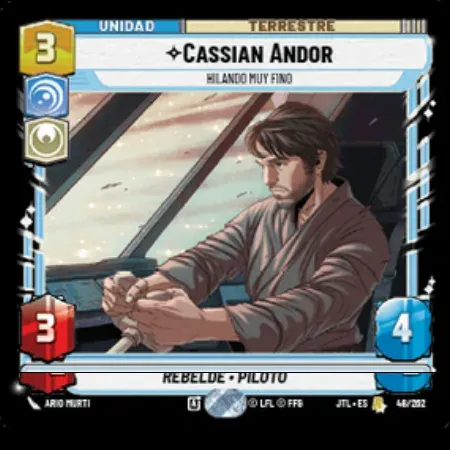 UNIDAD
TERRESTRE
3
CASSIAN ANDOR
HILANDO MUY FINO
3
4
REBELDE • PILOTO
ARIO MURTI
A
© LFL © FFG
JTL • ES
46/262